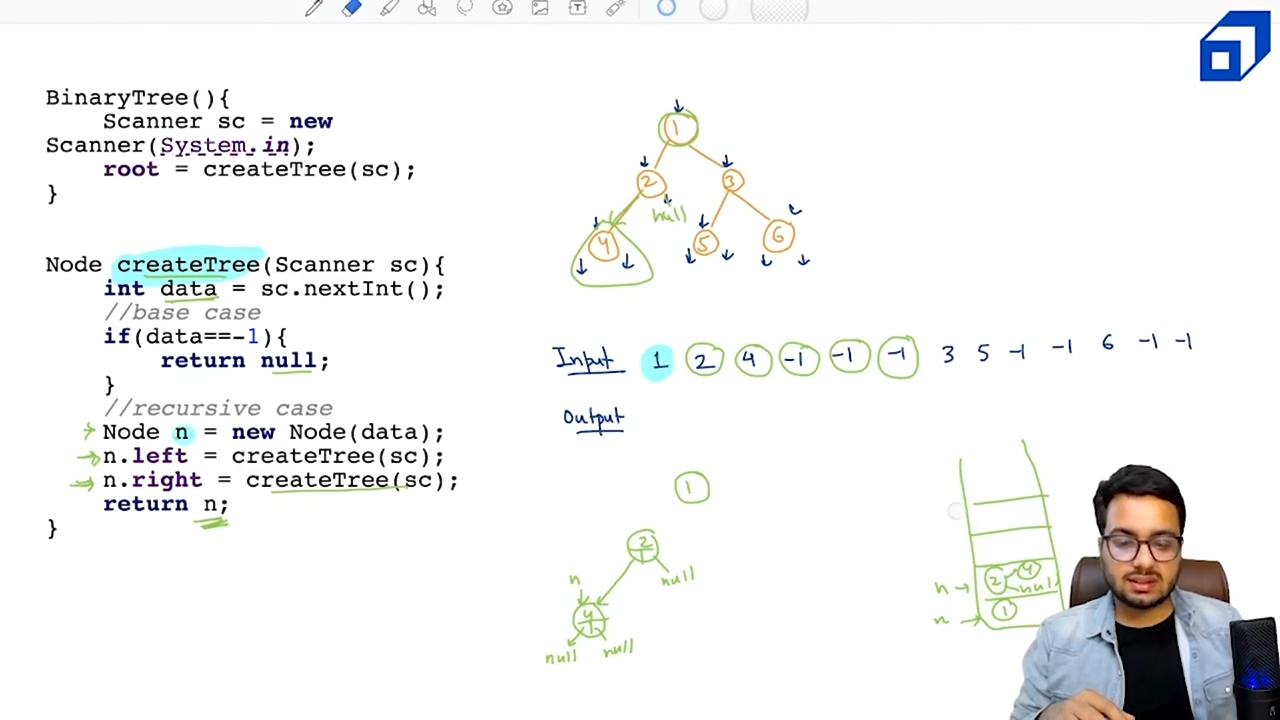 BinaryTree(){
Scanner sc = new
Scanner(System.in);
root = createTree(sc);
}
Node createTree(Scanner sc){
int data = sc.nextInt();
//base case
if(data==-1){
return null;
}
//recursive case
Node n = new Node(data);
n.left = createTree(sc);
n.right = createTree(sc);
return n;
}
1
2 3
null
4 5 6
Input 1 2 4 -1 -1 -1 3 5 -1 -1 6 -1 -1
Output
1
2
n null
4
null null
n 2 4 null
n 1